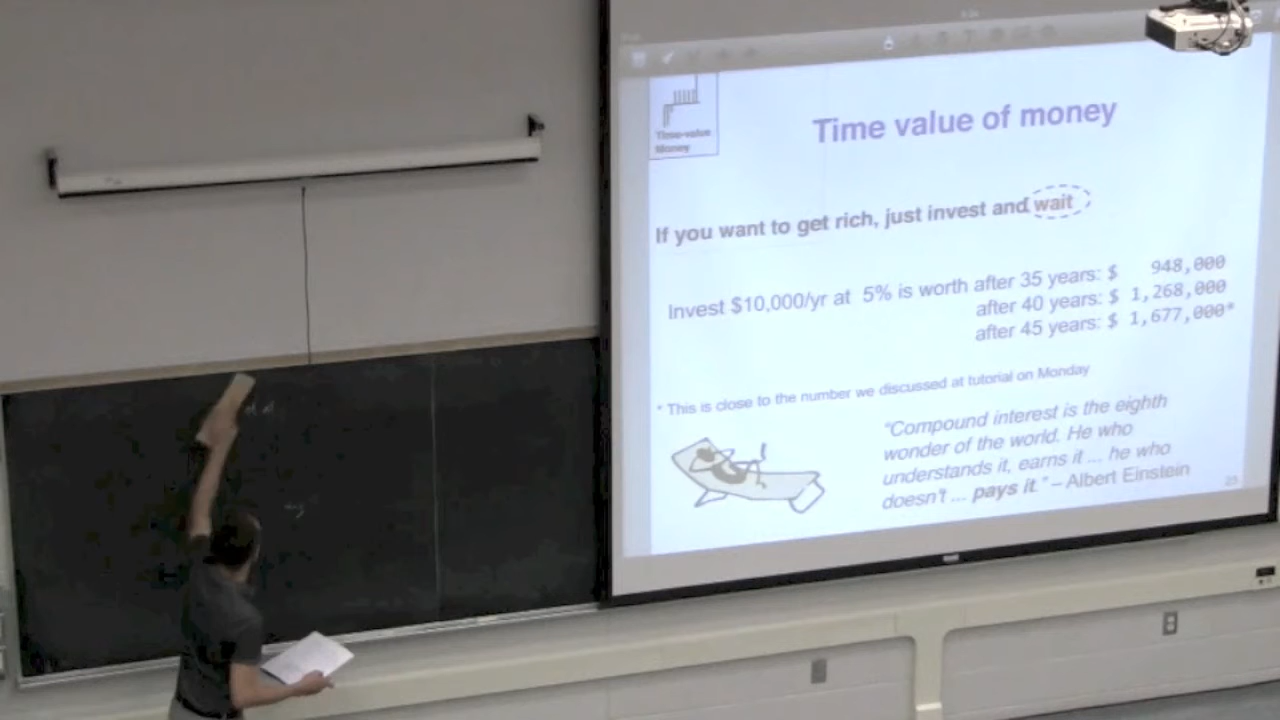 Time-value
Money
Time value of money
If you want to get rich, just invest and wait
Invest $10,000/yr at 5% is worth after 35 years: $ 948,000
after 40 years: $ 1,268,000
after 45 years: $ 1,677,000*
* This is close to the number we discussed at tutorial on Monday
"Compound interest is the eighth
wonder of the world. He who
understands it, earns it ... he who
doesn't ... pays it." – Albert Einstein